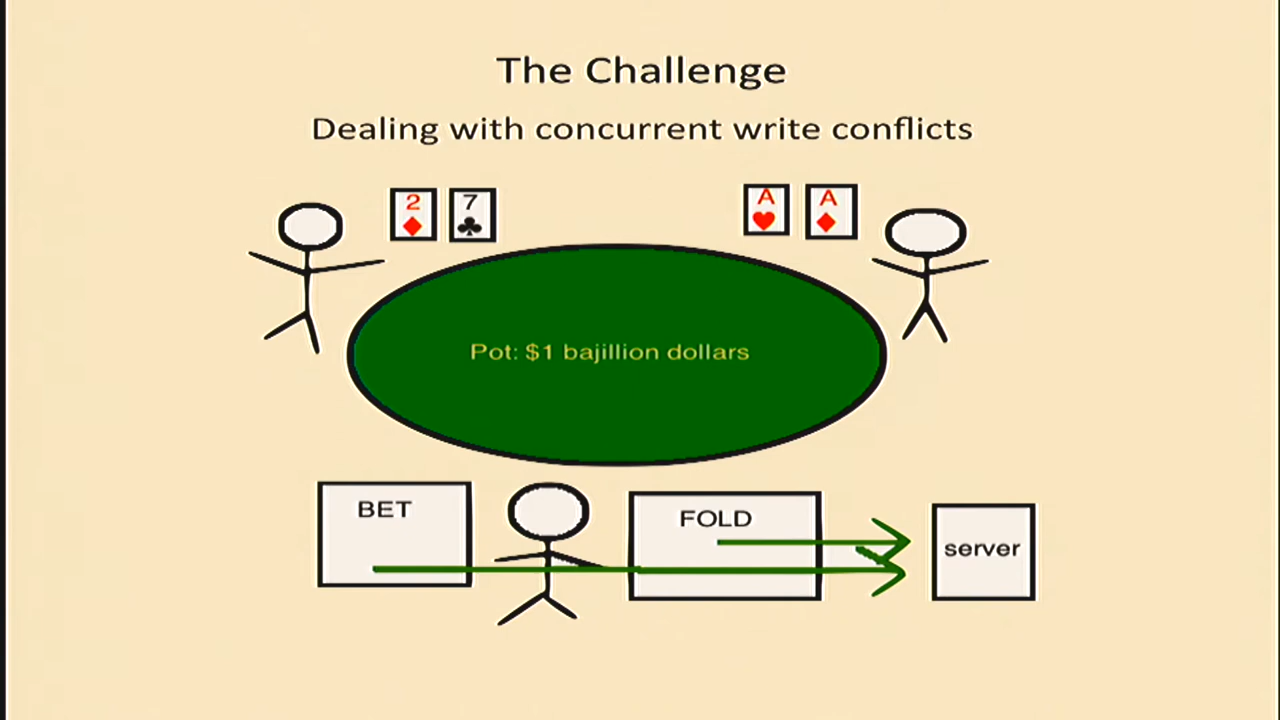 The Challenge
Dealing with concurrent write conflicts
2 7 A A
Pot: $1 bajillion dollars
BET
FOLD
server